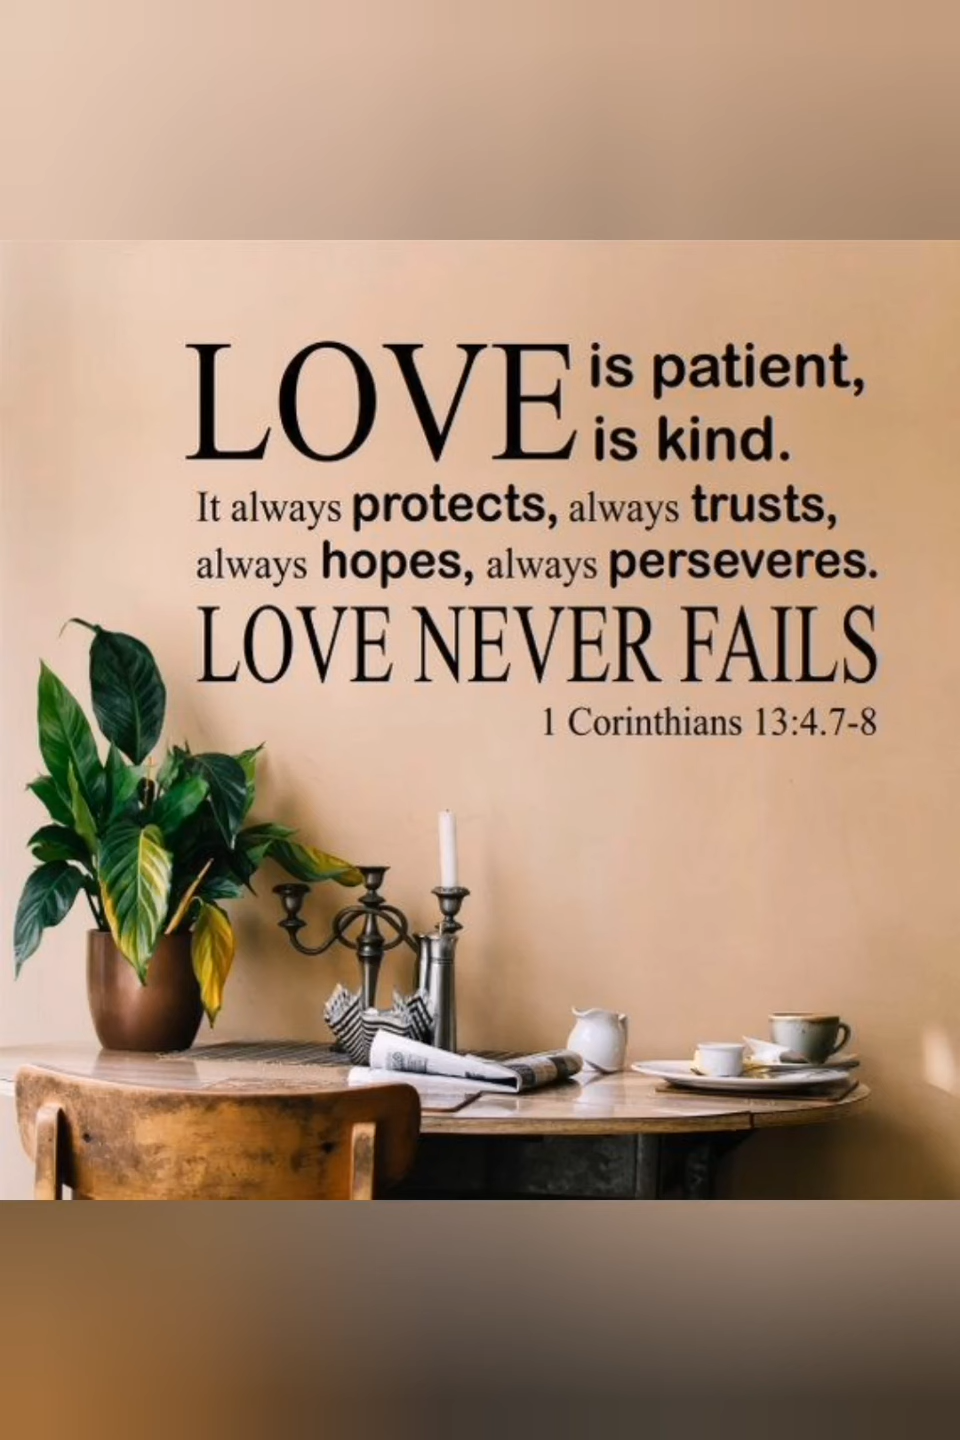 LOVE is patient,
is kind.
It always protects, always trusts,
always hopes, always perseveres.
LOVE NEVER FAILS
1 Corinthians 13:4.7-8